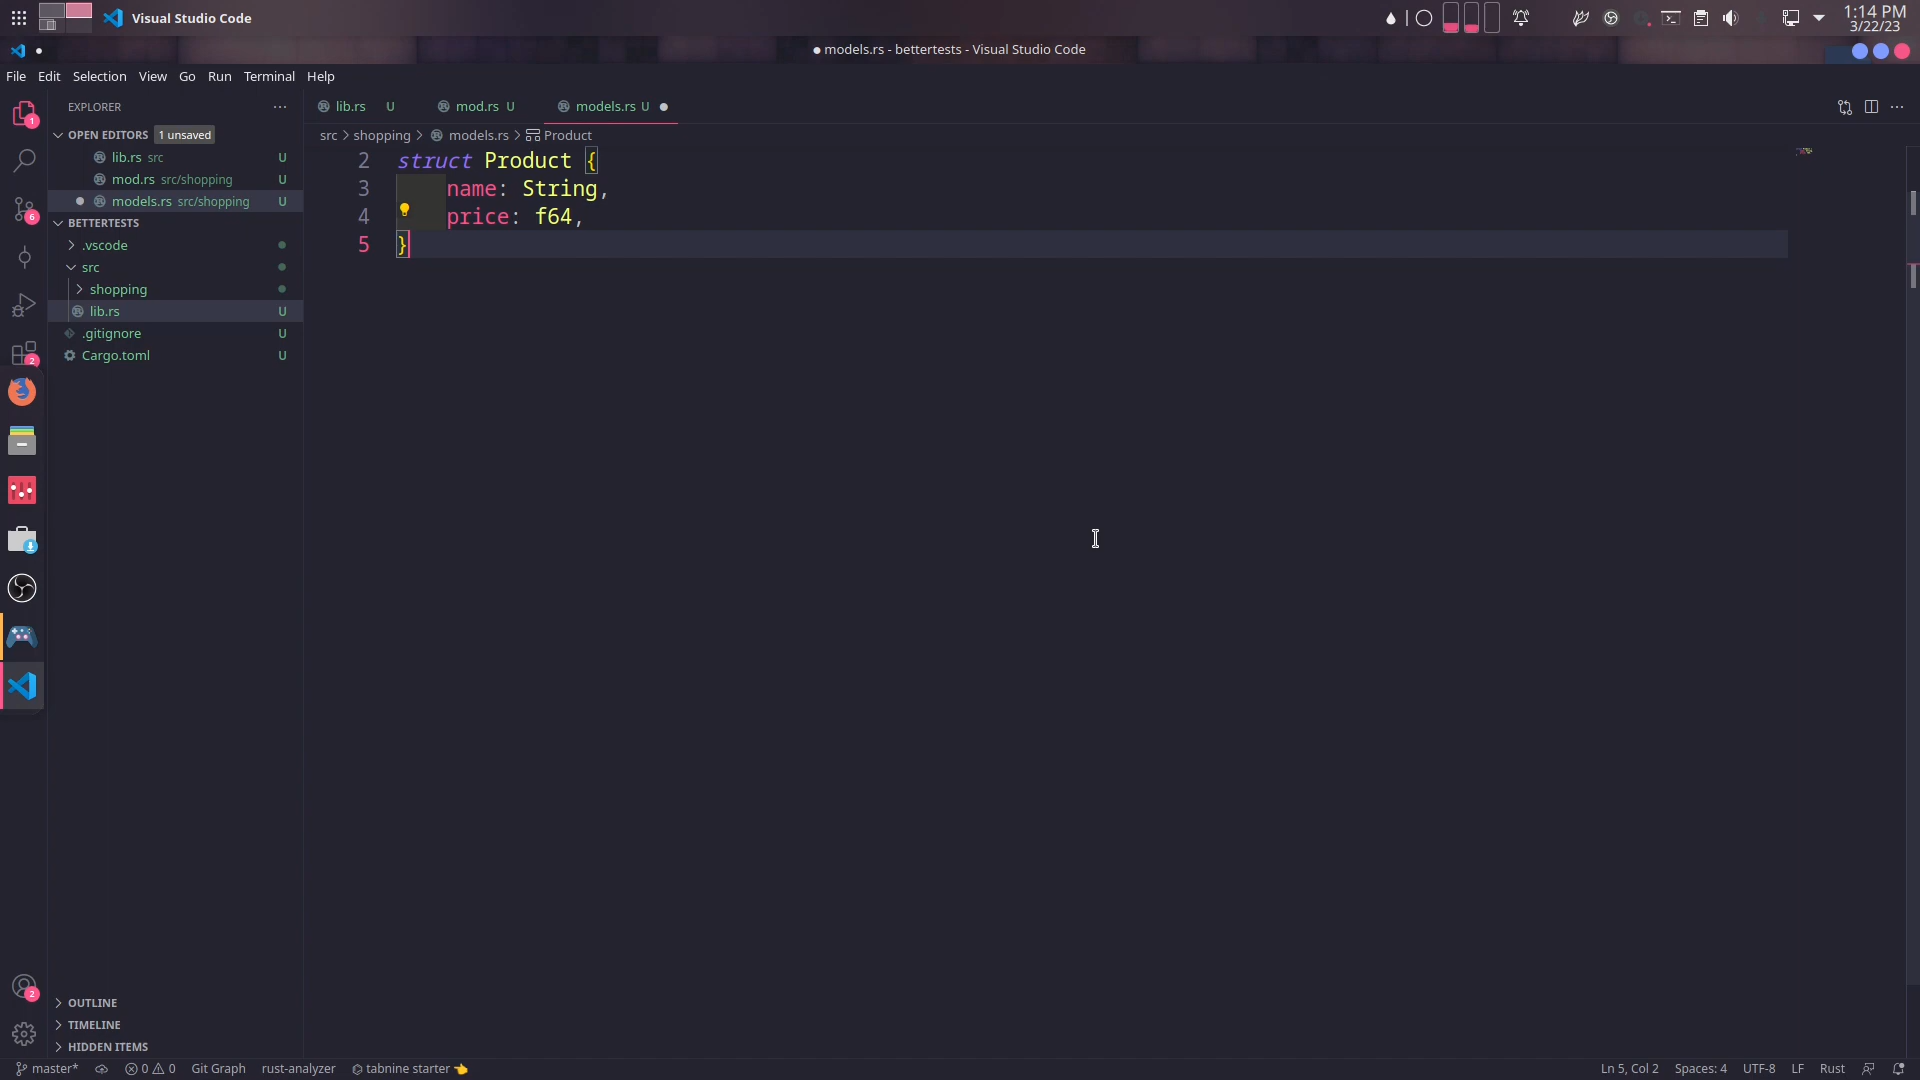 Visual Studio Code
1:14 PM
3/22/23
models.rs - bettertests - Visual Studio Code
File Edit Selection View Go Run Terminal Help
EXPLORER
lib.rs U
mod.rs U
models.rs U
OPEN EDITORS 1 unsaved
src > shopping > models.rs > Product
lib.rs src U
mod.rs src/shopping U
models.rs src/shopping U
BETTERTESTS
.vscode
src
shopping
lib.rs U
.gitignore U
Cargo.toml U
2 struct Product {
3 name: String,
4 price: f64,
5 }
1
6
2
2
OUTLINE
TIMELINE
HIDDEN ITEMS
master* 0 0 Git Graph rust-analyzer tabnine starter
Ln 5, Col 2 Spaces: 4 UTF-8 LF Rust